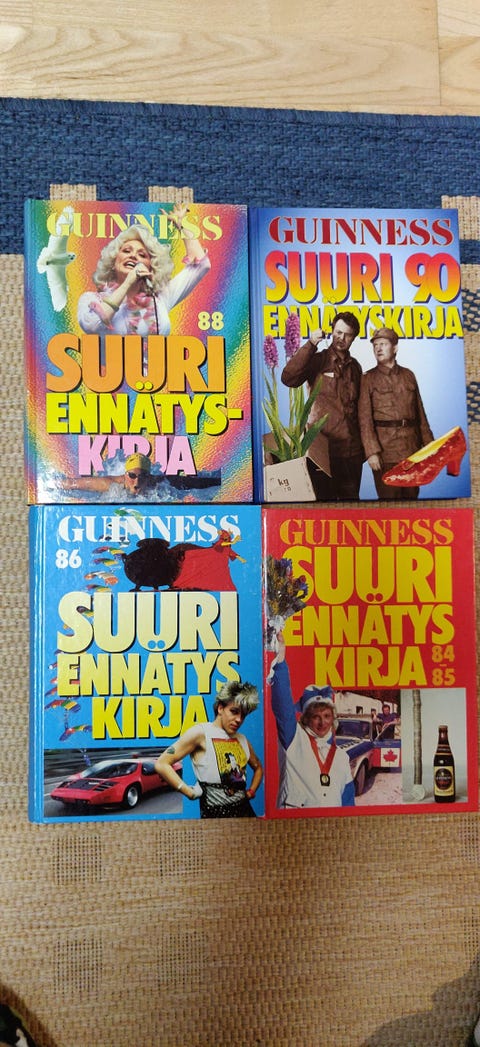 GUINNESS
88
SUURI
ENNÄTYS-
KIRJA
GUINNESS
SUURI 90
ENNÄTYSKIRJA
kg
GUINNESS
86
SUURI
ENNÄTYS
KIRJA
GUINNESS
SUURI
ENNÄTYS
KIRJA 84
–
85